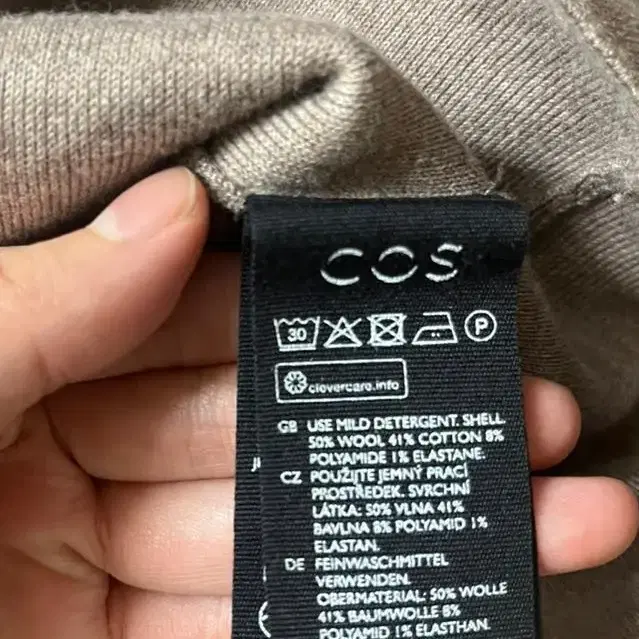 COS
30
P
clevercare.info
GB USE MILD DETERGENT. SHELL:
50% WOOL 41% COTTON 8%
POLYAMIDE 1% ELASTANE.
CZ POUŽIJTE JEMNÝ PRACÍ
PROSTŘEDEK. SVRCHNÍ
LÁTKA: 50% VLNA 41%
BAVLNA 8% POLYAMID 1%
ELASTAN.
DE FEINWASCHMITTEL
VERWENDEN.
OBERMATERIAL: 50% WOLLE
41% BAUMWOLLE 8%
POLYAMID 1% ELASTHAN.